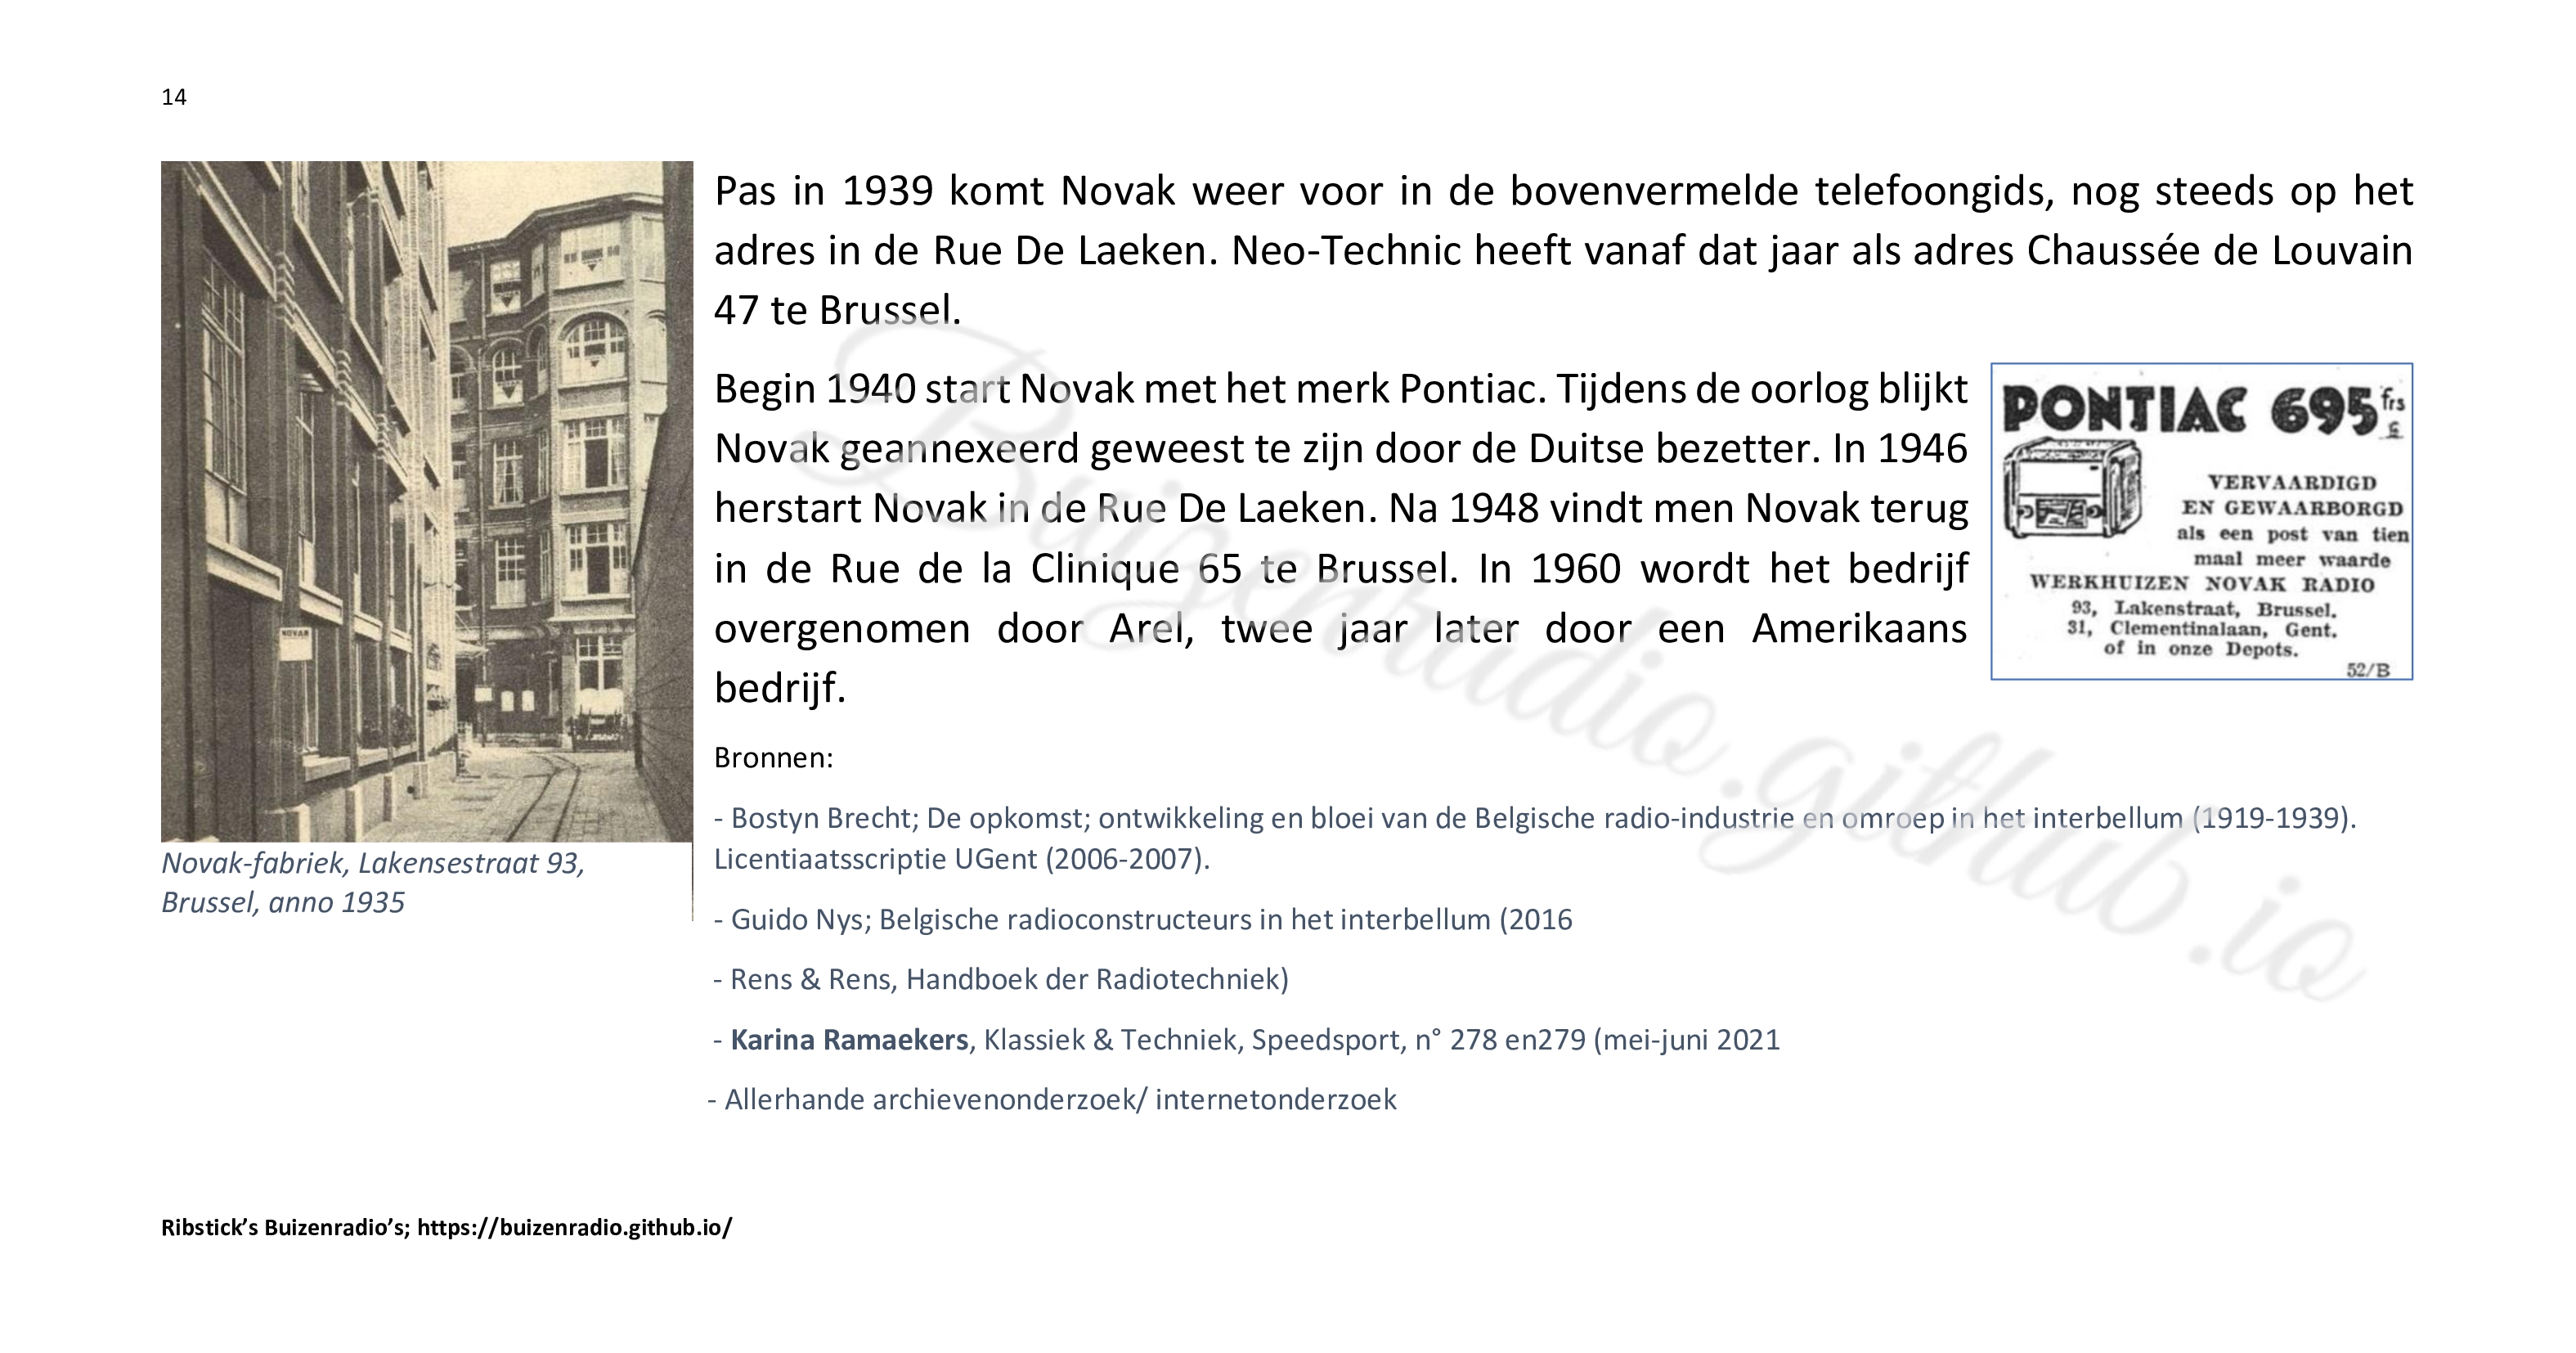 14
Pas in 1939 komt Novak weer voor in de bovenvermelde telefoongids, nog steeds op het
adres in de Rue De Laeken. Neo-Technic heeft vanaf dat jaar als adres Chaussée de Louvain
47 te Brussel.
Begin 1940 start Novak met het merk Pontiac. Tijdens de oorlog blijkt
Novak geannexeerd geweest te zijn door de Duitse bezetter. In 1946
herstart Novak in de Rue De Laeken. Na 1948 vindt men Novak terug
in de Rue de la Clinique 65 te Brussel. In 1960 wordt het bedrijf
overgenomen door Arel, twee jaar later door een Amerikaans
bedrijf.
PONTIAC 695 frs
VERVAARDIGD
EN GEWAARBORGD
als een post van tien
maal meer waarde
WERKHUIZEN NOVAK RADIO
93, Lakenstraat, Brussel.
31, Clementinalaan, Gent.
of in onze Depots.
52/B
NOVAK
Novak-fabriek, Lakensestraat 93,
Brussel, anno 1935
Bronnen:
- Bostyn Brecht; De opkomst; ontwikkeling en bloei van de Belgische radio-industrie en omroep in het interbellum (1919-1939).
Licentiaatsscriptie UGent (2006-2007).
- Guido Nys; Belgische radioconstructeurs in het interbellum (2016
- Rens & Rens, Handboek der Radiotechniek)
- Karina Ramaekers, Klassiek & Techniek, Speedsport, n° 278 en279 (mei-juni 2021
- Allerhande archievenonderzoek/ internetonderzoek
Buizenradio.github.io
Ribstick’s Buizenradio’s; https://buizenradio.github.io/